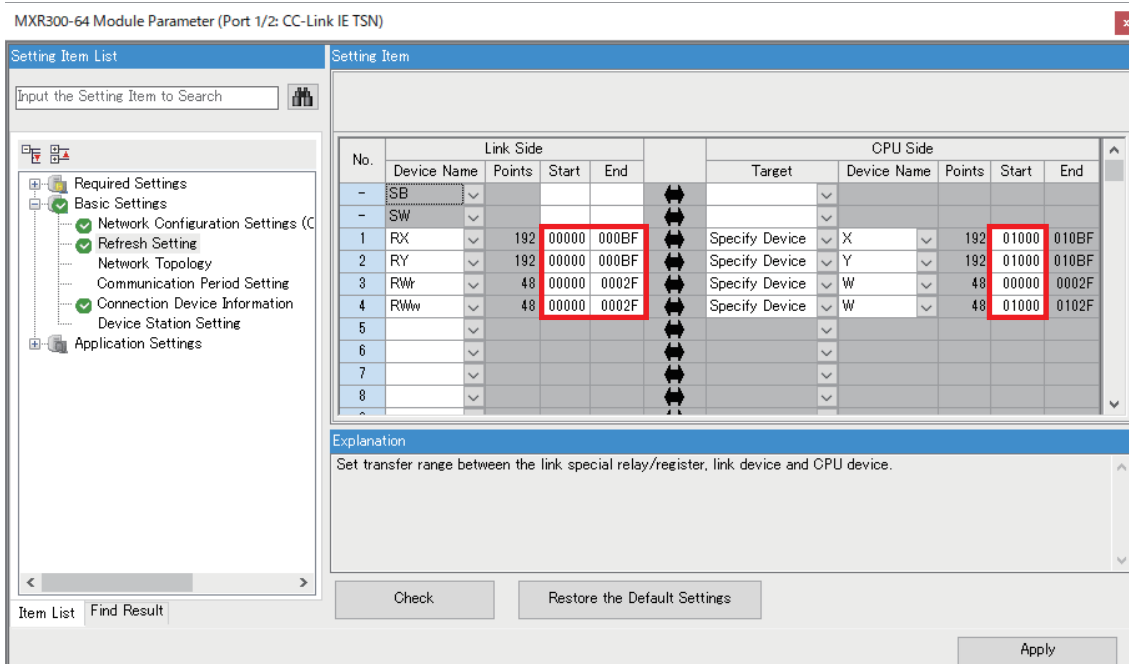 MXR300-64 Module Parameter (Port 1/2: CC-Link IE TSN)
x
Setting Item List
Input the Setting Item to Search
Required Settings
Basic Settings
Network Configuration Settings (C
Refresh Setting
Network Topology
Communication Period Setting
Connection Device Information
Device Station Setting
Application Settings
Item List Find Result
Setting Item
No. Link Side CPU Side
Device Name Points Start End Target Device Name Points Start End
- SB
- SW
1 RX 192 00000 000BF Specify Device X 192 01000 010BF
2 RY 192 00000 000BF Specify Device Y 192 01000 010BF
3 RWr 48 00000 0002F Specify Device W 48 00000 0002F
4 RWw 48 00000 0002F Specify Device W 48 01000 0102F
5
6
7
8
Explanation
Set transfer range between the link special relay/register, link device and CPU device.
Check Restore the Default Settings
Apply